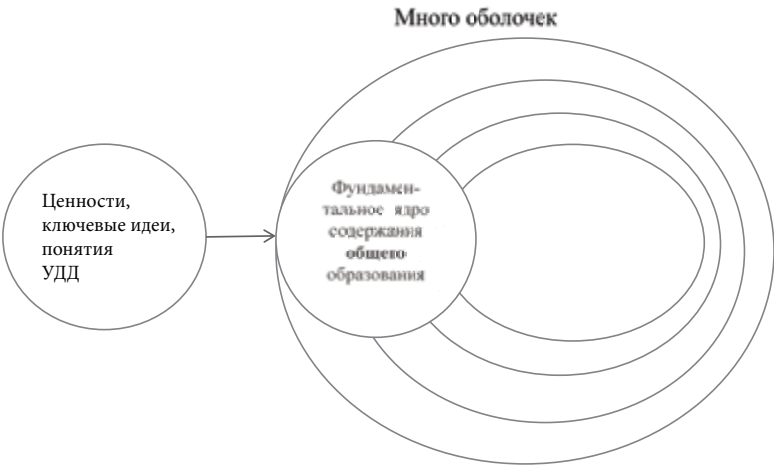 Много оболочек
Ценности,
ключевые идеи,
понятия
УДД
Фундамен-
тальное ядро
содержания
общего
образования